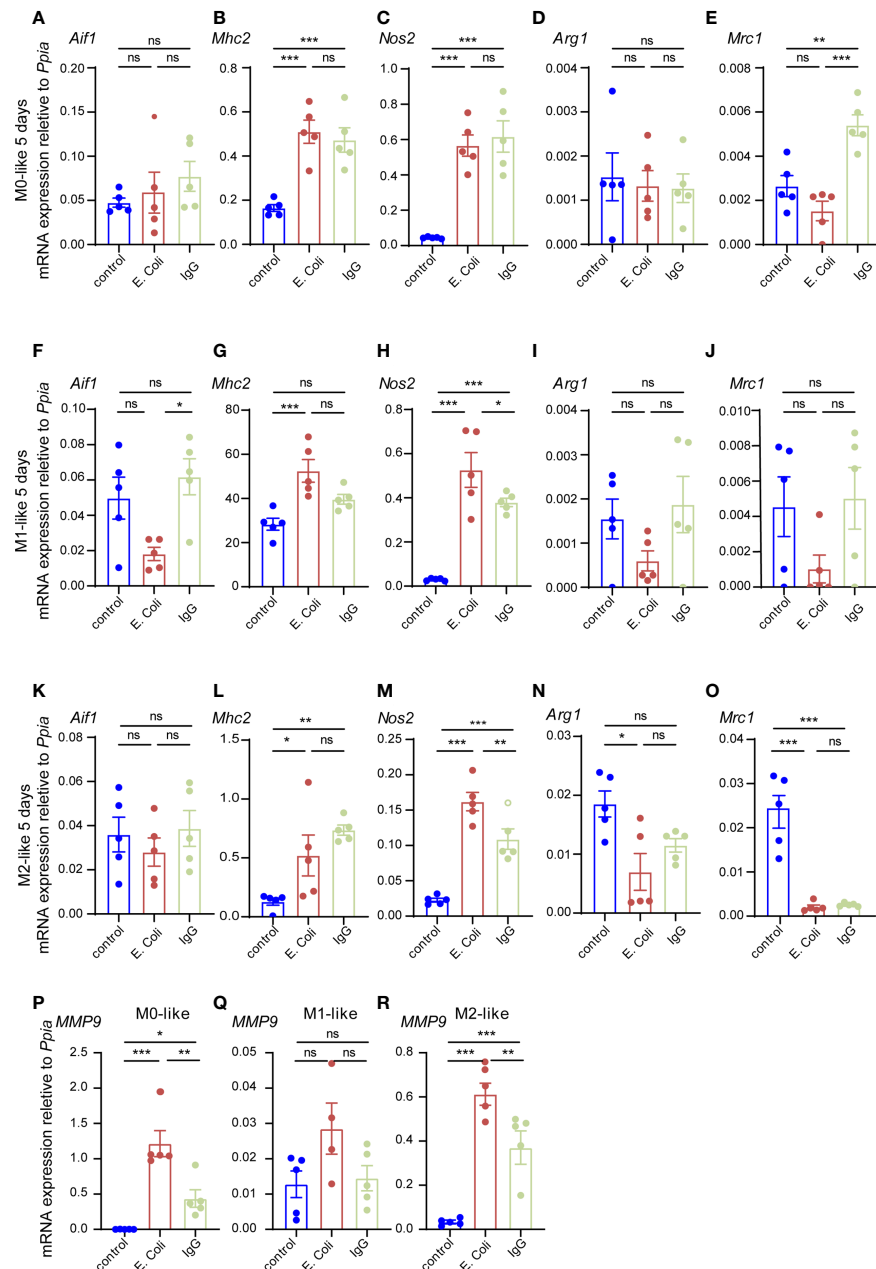 A B C D E
Aif1 Mhc2 Nos2 Arg1 Mrc1
M0-like 5 days
mRNA expression reletive to Ppia
ns *** *** ns **
ns ns *** ns *** ns ns ns ns ***
0.20 0.8 1.0 0.004 0.008
0.15 0.6 0.8 0.003 0.006
0.10 0.4 0.6 0.002 0.004
0.05 0.2 0.4 0.001 0.002
0.2
0.00 0.0 0.0 0.000 0.000
control E. Coli IgG control E. Coli IgG control E. Coli IgG control E. Coli IgG control E. Coli IgG
F G H I J
Aif1 Mhc2 Nos2 Arg1 Mrc1
M1-like 5 days
mRNA expression relative to Ppia
ns ns *** ns ns
ns * *** ns *** * ns ns ns ns
0.10 80 0.8 0.004 0.010
0.08 60 0.6 0.003 0.008
0.06 40 0.4 0.002 0.006
0.04 20 0.2 0.001 0.004
0.02 0.002
0.00 0 0.0 0.000 0.000
control E. Coli IgG control E. Coli IgG control E. Coli IgG control E. Coli IgG control E. Coli IgG
K L M N O
Aif1 Mhc2 Nos2 Arg1 Mrc1
M2-like 5 days
mRNA expression relative to Ppia
ns ** *** ns ***
ns ns * ns *** ** * ns *** ns
0.08 1.5 0.25 0.03 0.04
0.06 1.0 0.20 0.02 0.03
0.04 0.5 0.15 0.01 0.02
0.02 0.10 0.01
0.05
0.00 0.0 0.00 0.00 0.00
control E. Coli IgG control E. Coli IgG control E. Coli IgG control E. Coli IgG control E. Coli IgG
P M0-like Q M1-like R M2-like
MMP9 MMP9 MMP9
mRNA expression relative to Ppia
* ns ***
*** ** ns ns *** **
2.5 0.05 0.8
2.0 0.04 0.6
1.5 0.03 0.4
1.0 0.02 0.2
0.5 0.01
0.0 0.00 0.0
control E. Coli IgG control E. Coli IgG control E. Coli IgG